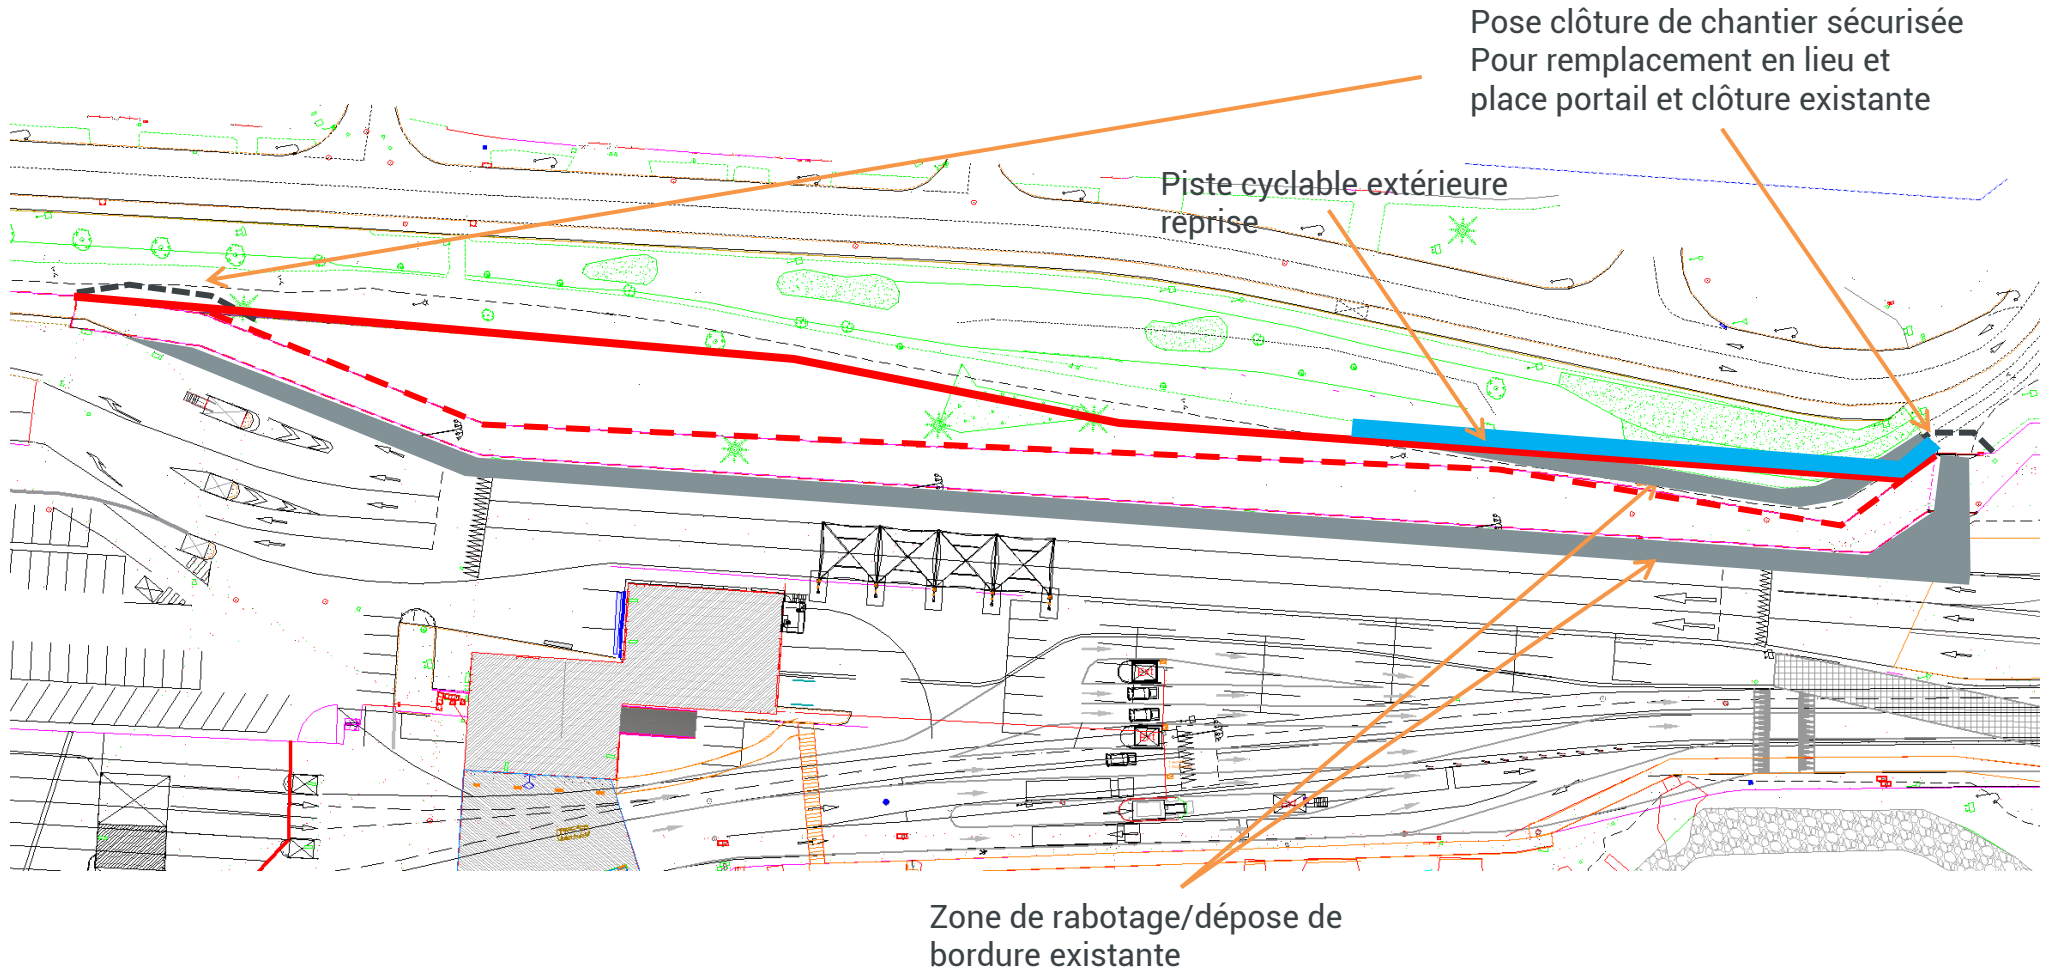 Pose clôture de chantier sécurisée
Pour remplacement en lieu et
place portail et clôture existante
Piste cyclable extérieure
reprise
Zone de rabotage/dépose de
bordure existante